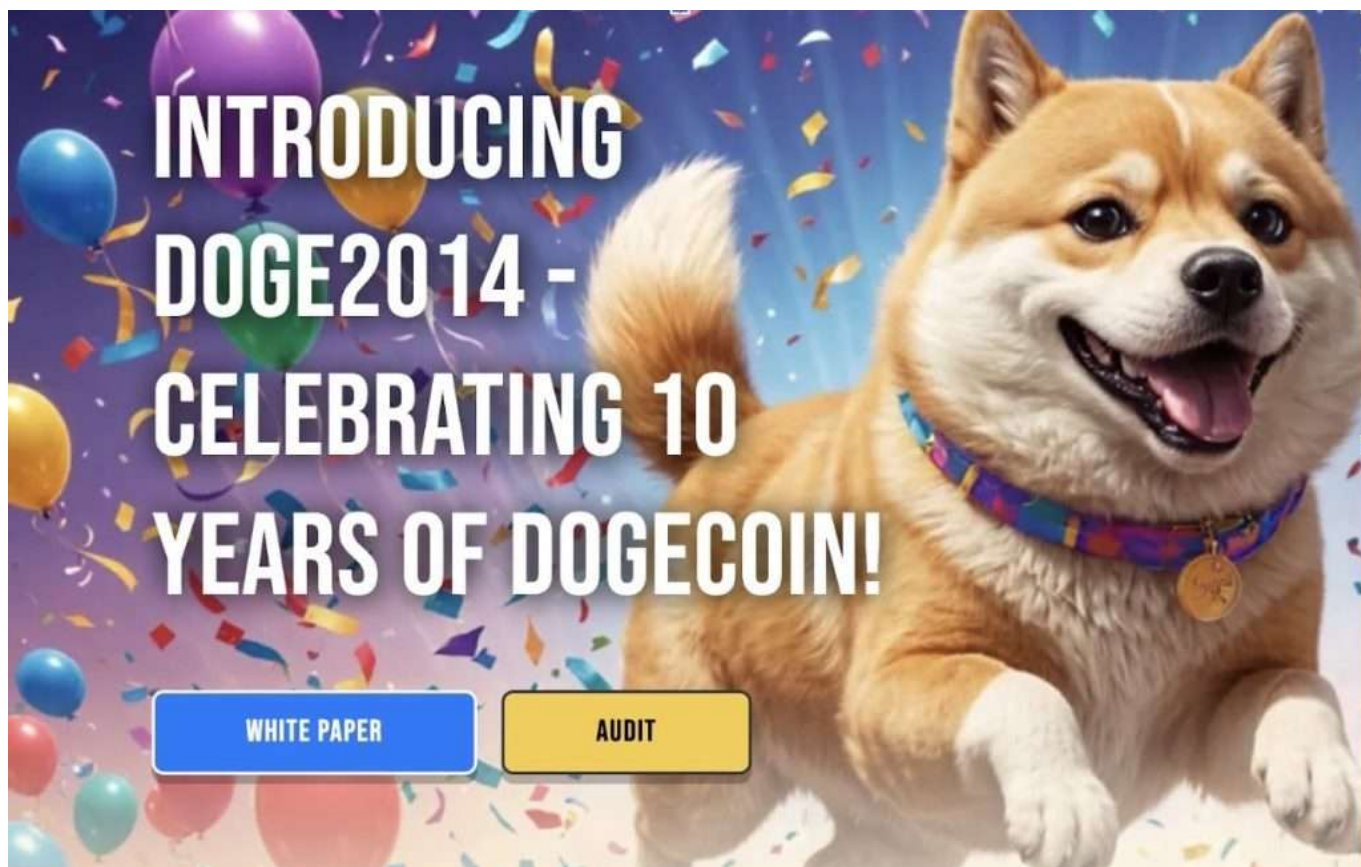 INTRODUCING
DOGE2014 -
CELEBRATING 10
YEARS OF DOGECOIN!
WHITE PAPER
AUDIT